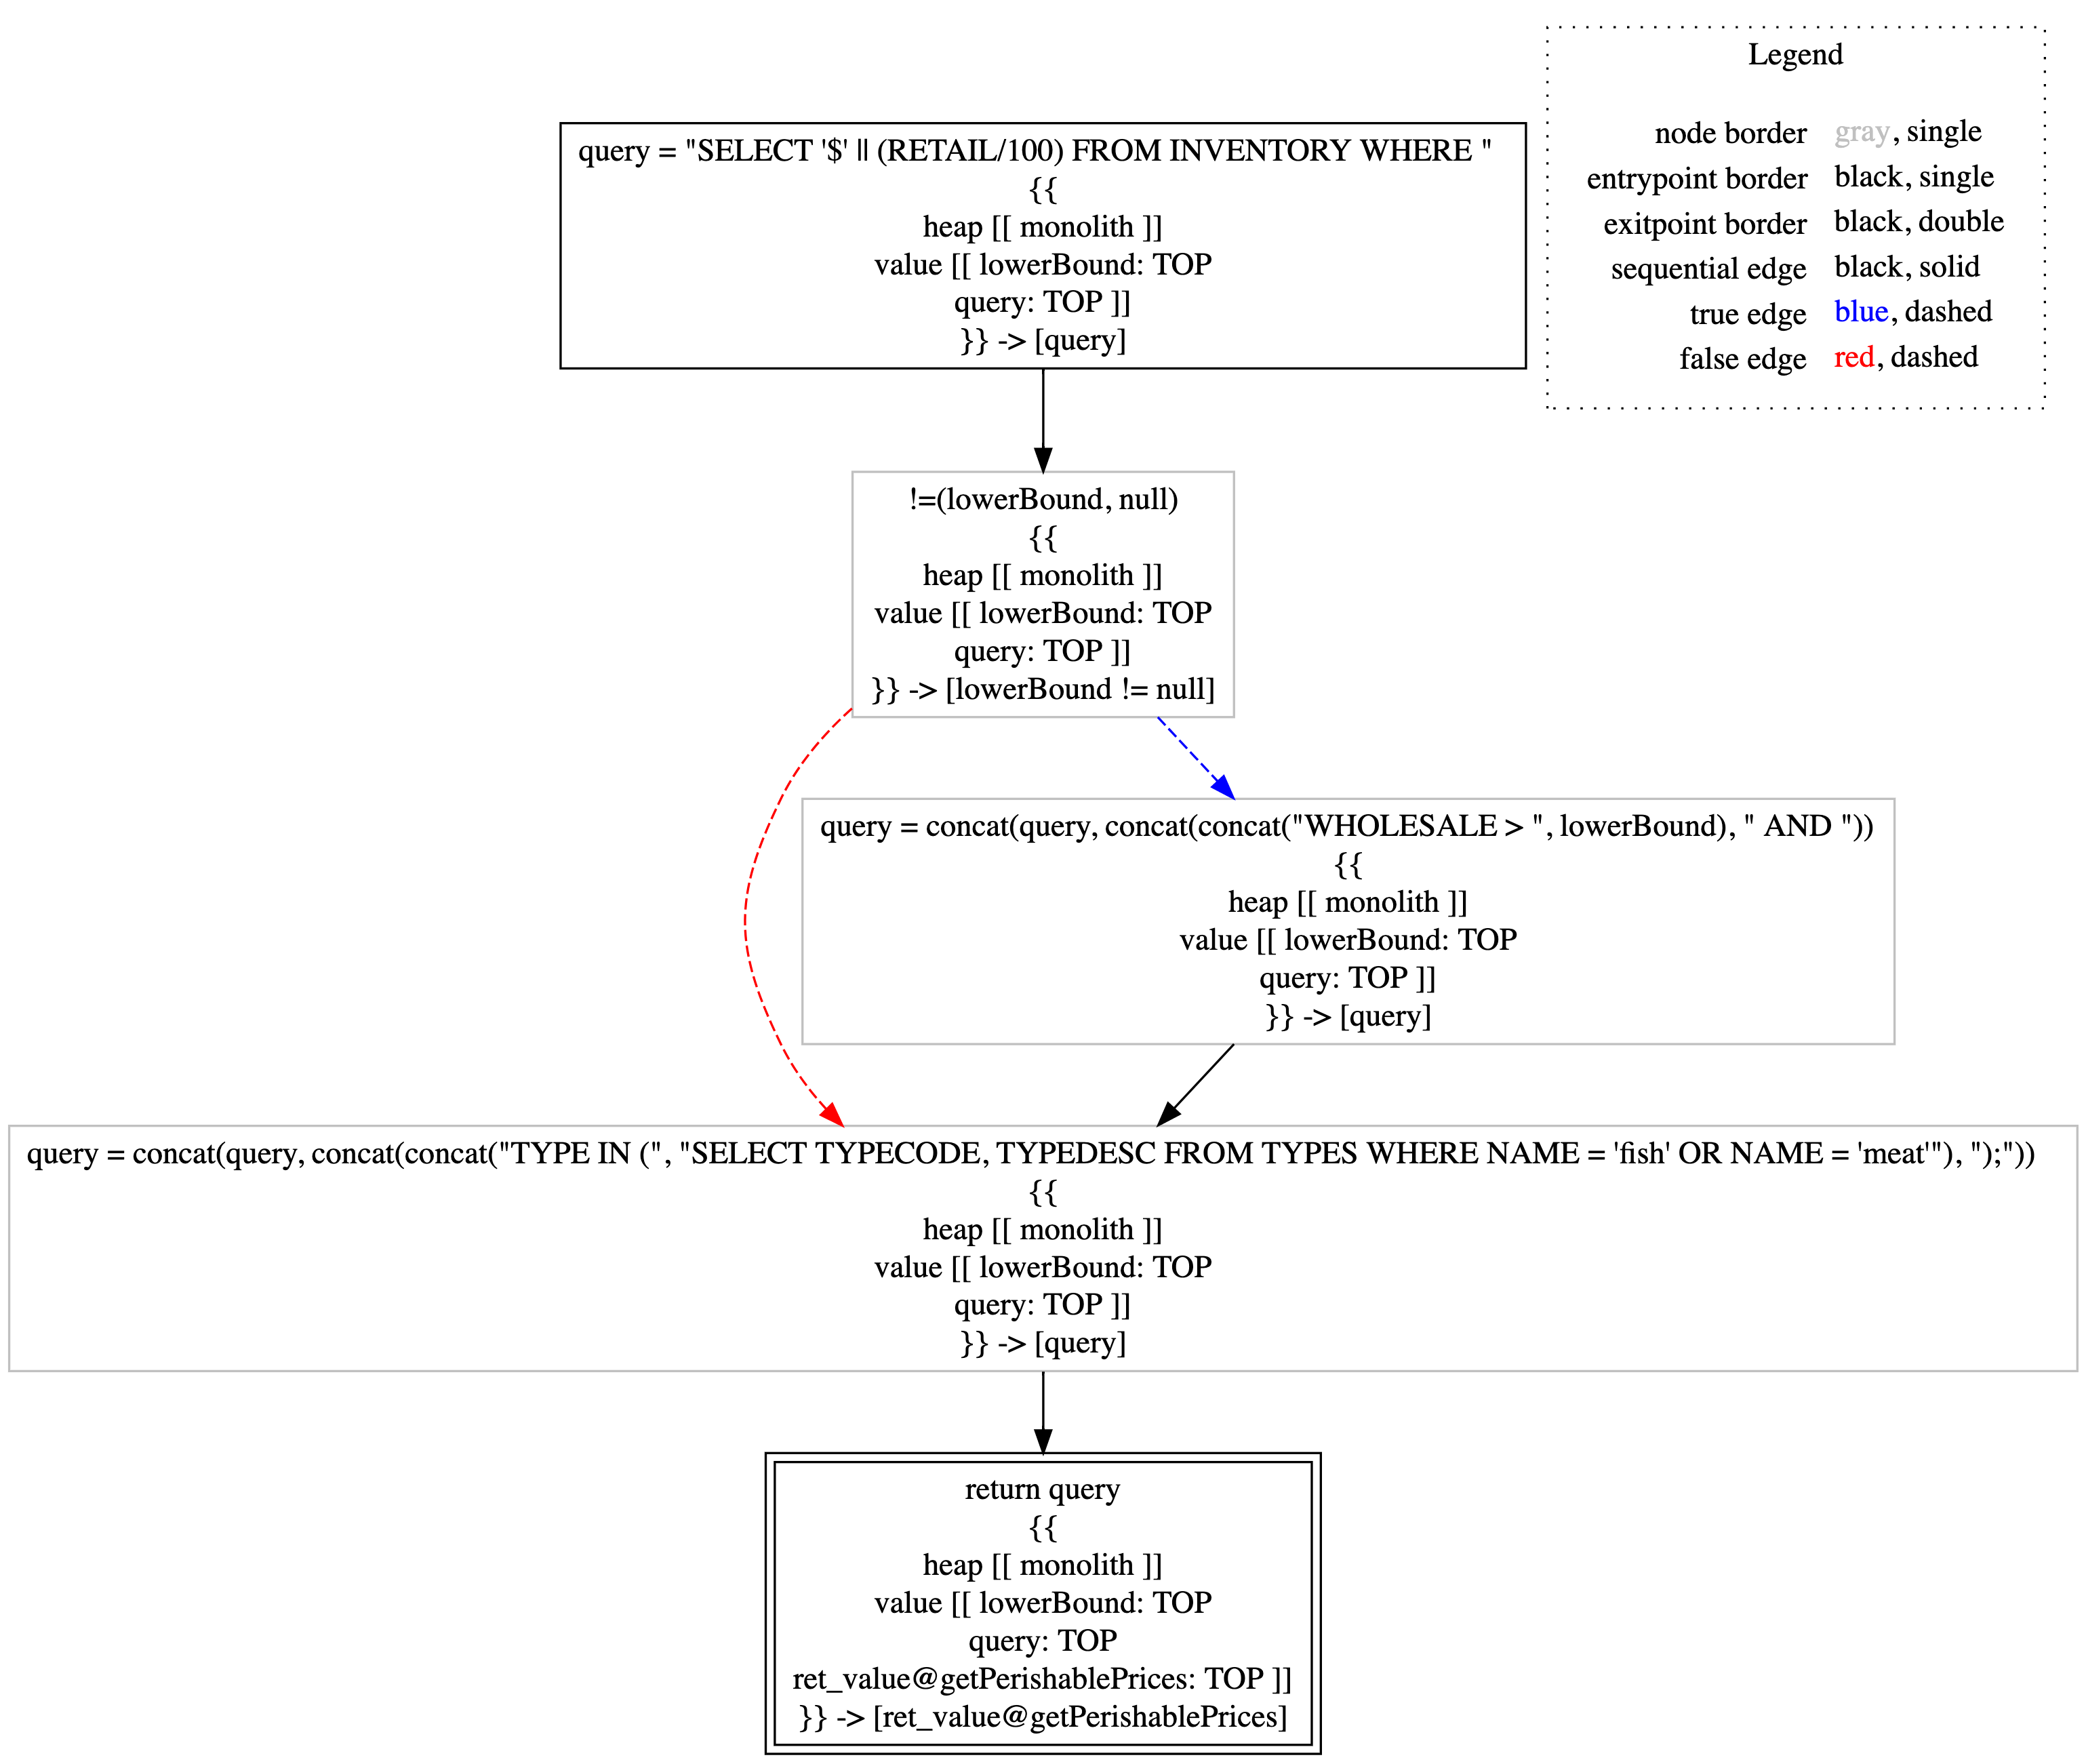 Legend
node border gray, single
entrypoint border black, single
exitpoint border black, double
sequential edge black, solid
true edge blue, dashed
false edge red, dashed
query = "SELECT '$' || (RETAIL/100) FROM INVENTORY WHERE "
{{
heap [[ monolith ]]
value [[ lowerBound: TOP
query: TOP ]]
}} -> [query]
!=(lowerBound, null)
{{
heap [[ monolith ]]
value [[ lowerBound: TOP
query: TOP ]]
}} -> [lowerBound != null]
query = concat(query, concat(concat("WHOLESALE > ", lowerBound), " AND "))
{{
heap [[ monolith ]]
value [[ lowerBound: TOP
query: TOP ]]
}} -> [query]
query = concat(query, concat(concat("TYPE IN (", "SELECT TYPECODE, TYPEDESC FROM TYPES WHERE NAME = 'fish' OR NAME = 'meat'"), ");"))
{{
heap [[ monolith ]]
value [[ lowerBound: TOP
query: TOP ]]
}} -> [query]
return query
{{
heap [[ monolith ]]
value [[ lowerBound: TOP
query: TOP
ret_value@getPerishablePrices: TOP ]]
}} -> [ret_value@getPerishablePrices]